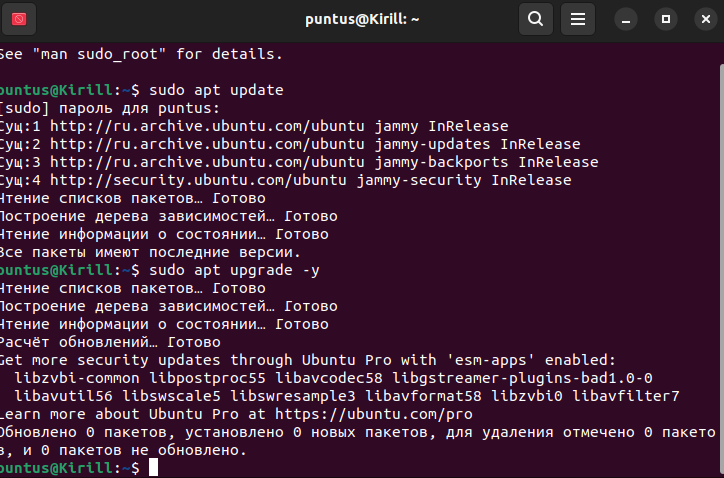 puntus@Kirill: ~
See "man sudo_root" for details.
puntus@Kirill:~$ sudo apt update
[sudo] пароль для puntus:
Сущ:1 http://ru.archive.ubuntu.com/ubuntu jammy InRelease
Сущ:2 http://ru.archive.ubuntu.com/ubuntu jammy-updates InRelease
Сущ:3 http://ru.archive.ubuntu.com/ubuntu jammy-backports InRelease
Сущ:4 http://security.ubuntu.com/ubuntu jammy-security InRelease
Чтение списков пакетов… Готово
Построение дерева зависимостей… Готово
Чтение информации о состоянии… Готово
Все пакеты имеют последние версии.
puntus@Kirill:~$ sudo apt upgrade -y
Чтение списков пакетов… Готово
Построение дерева зависимостей… Готово
Чтение информации о состоянии… Готово
Расчёт обновлений… Готово
Get more security updates through Ubuntu Pro with 'esm-apps' enabled:
libzvbi-common libpostproc55 libavcodec58 libgstreamer-plugins-bad1.0-0
libavutil56 libswscale5 libswresample3 libavformat58 libzvbi0 libavfilter7
Learn more about Ubuntu Pro at https://ubuntu.com/pro
Обновлено 0 пакетов, установлено 0 новых пакетов, для удаления отмечено 0 пакето
в, и 0 пакетов не обновлено.
puntus@Kirill:~$